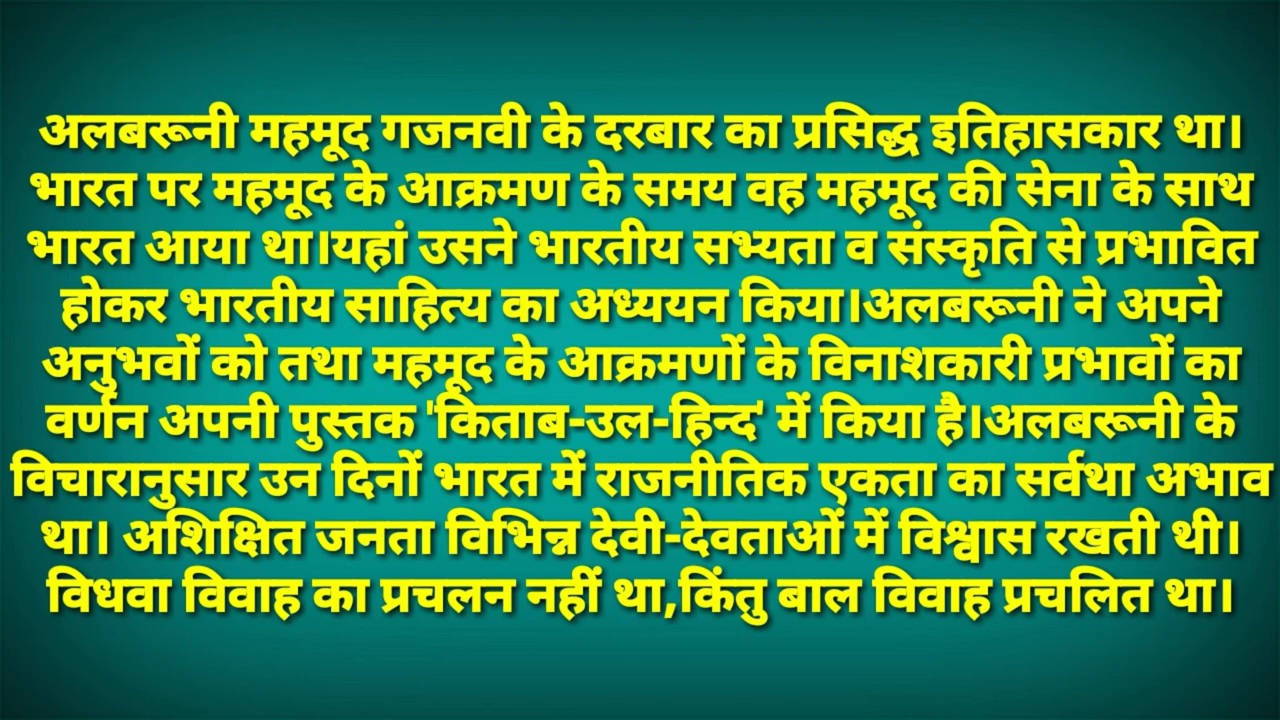 अलबरूनी महमूद गजनवी के दरबार का प्रसिद्ध इतिहासकार था।
भारत पर महमूद के आक्रमण के समय वह महमूद की सेना के साथ
भारत आया था।यहां उसने भारतीय सभ्यता व संस्कृति से प्रभावित
होकर भारतीय साहित्य का अध्ययन किया।अलबरूनी ने अपने
अनुभवों को तथा महमूद के आक्रमणों के विनाशकारी प्रभावों का
वर्णन अपनी पुस्तक 'किताब-उल-हिन्द' में किया है।अलबरूनी के
विचारानुसार उन दिनों भारत में राजनीतिक एकता का सर्वथा अभाव
था। अशिक्षित जनता विभिन्न देवी-देवताओं में विश्वास रखती थी।
विधवा विवाह का प्रचलन नहीं था,किंतु बाल विवाह प्रचलित था।